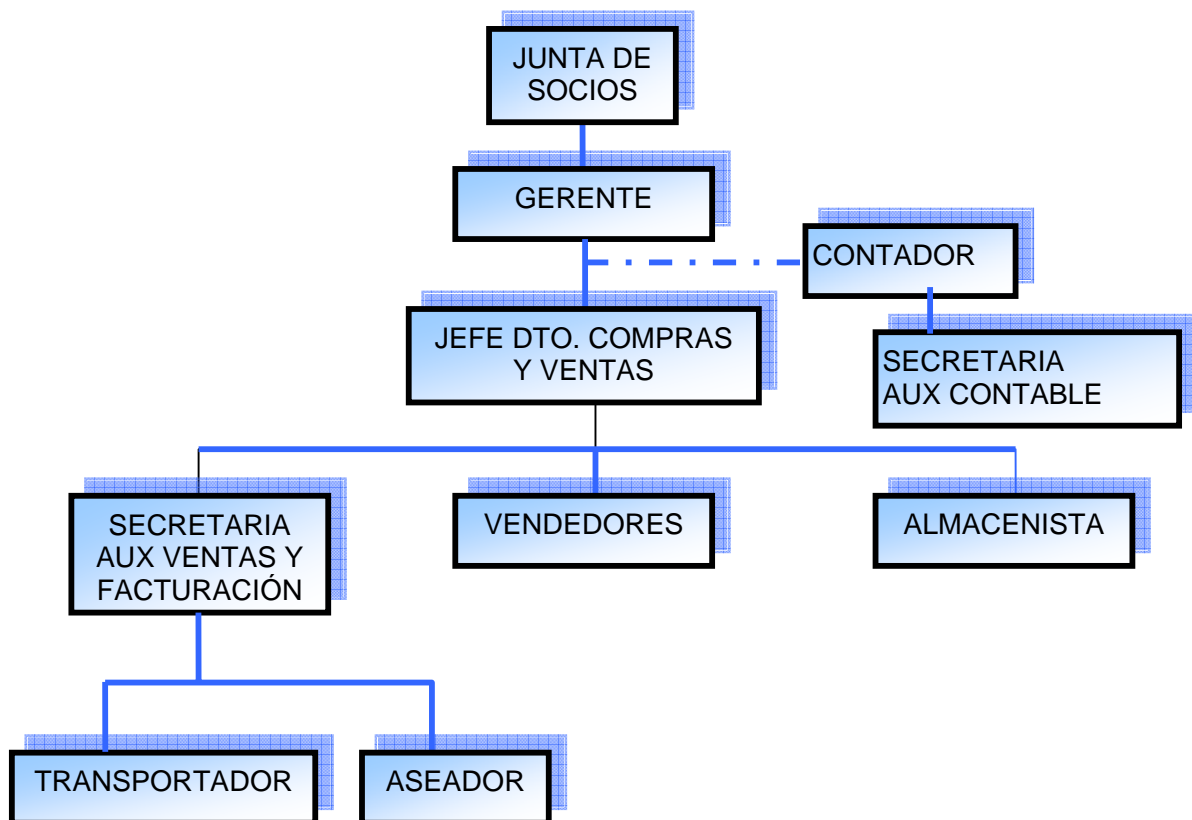 JUNTA DE
SOCIOS
GERENTE
CONTADOR
JEFE DTO. COMPRAS
Y VENTAS
SECRETARIA
AUX CONTABLE
SECRETARIA
AUX VENTAS Y
FACTURACIÓN
VENDEDORES
ALMACENISTA
TRANSPORTADOR
ASEADOR